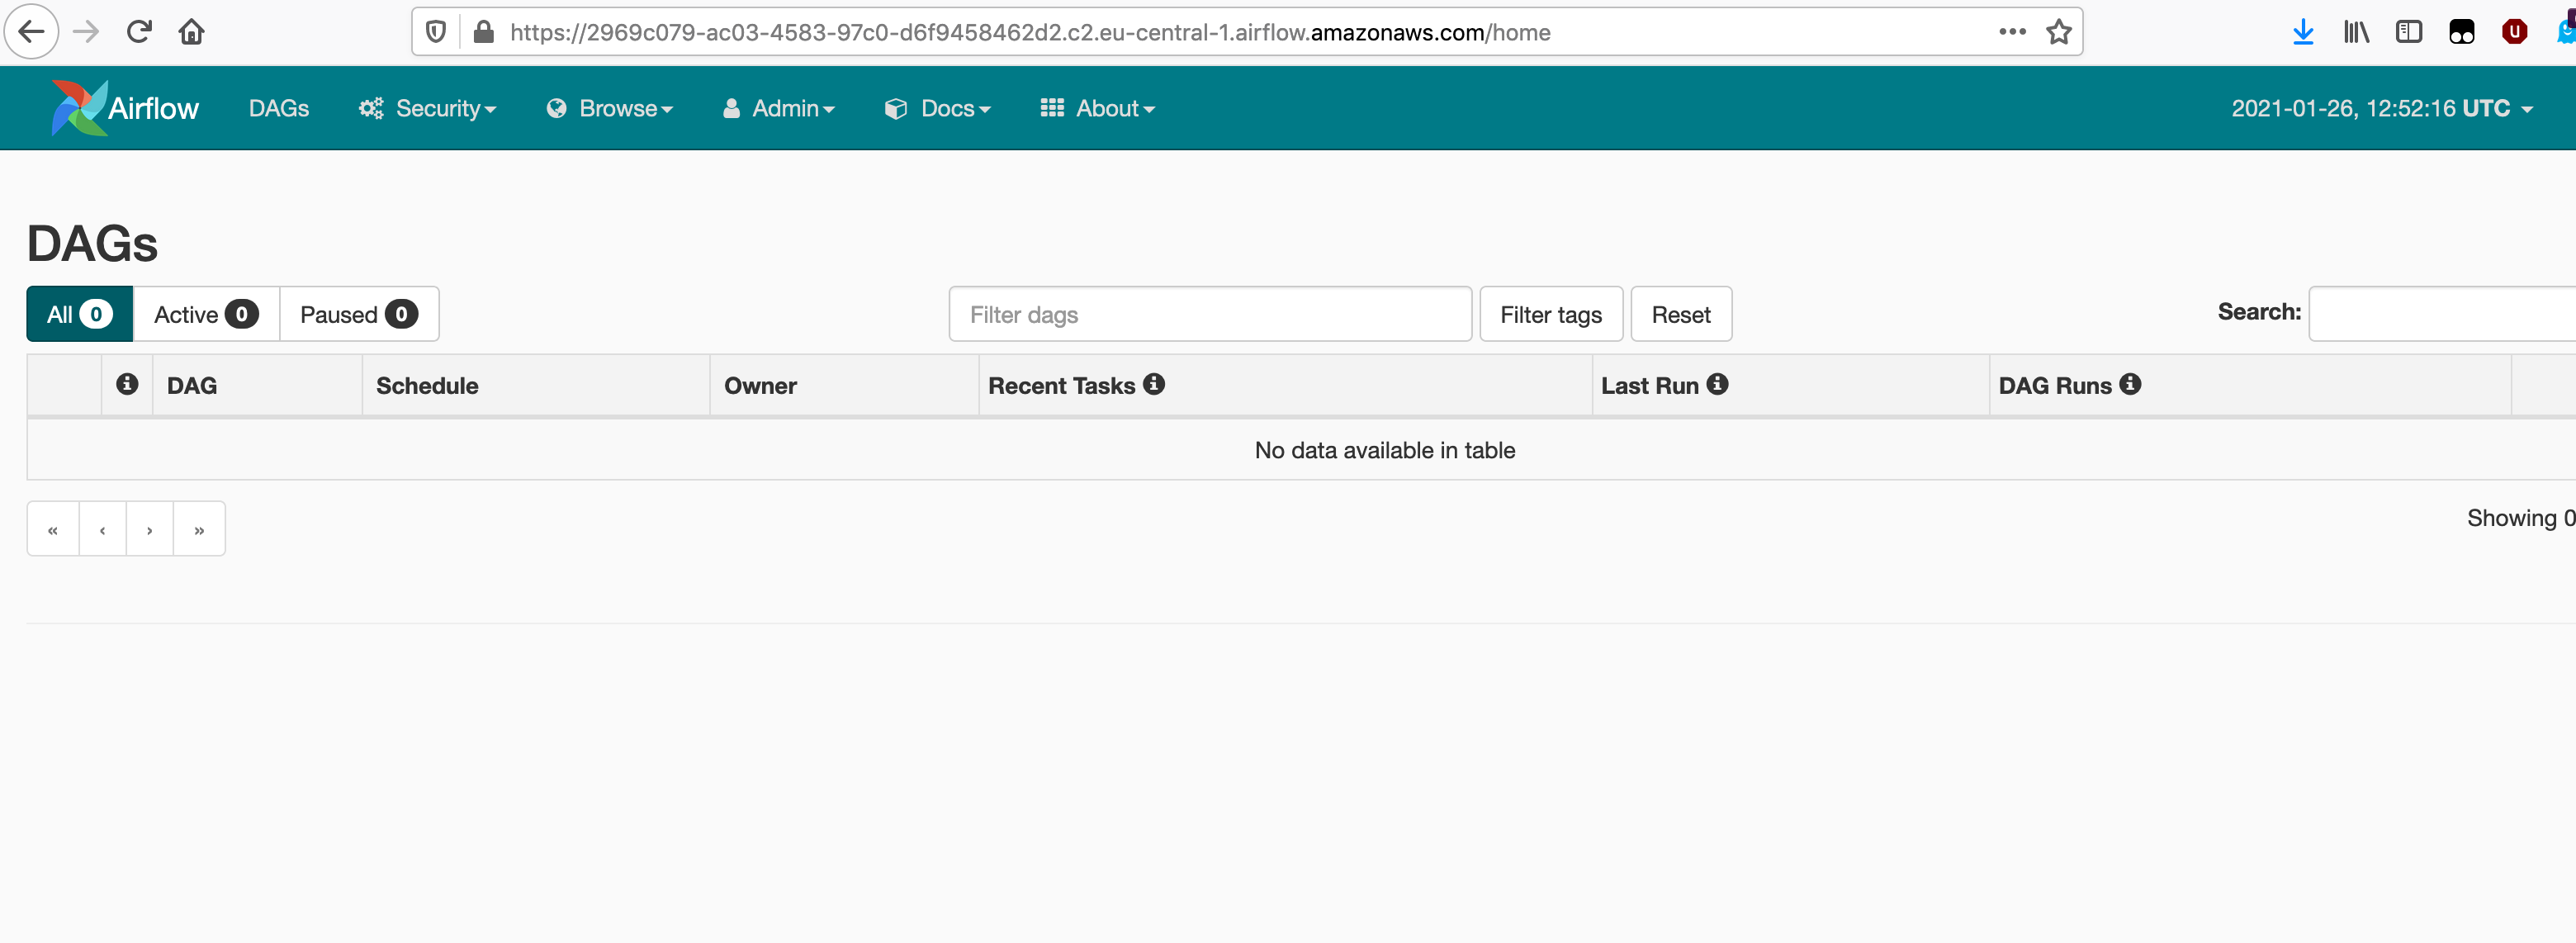 https://2969c079-ac03-4583-97c0-d6f9458462d2.c2.eu-central-1.airflow.amazonaws.com/home
Airflow DAGs Security Browse Admin Docs About 2021-01-26, 12:52:16 UTC
DAGs
All 0 Active 0 Paused 0 Filter dags Filter tags Reset Search:
DAG Schedule Owner Recent Tasks Last Run DAG Runs
No data available in table
« ‹ › » Showing 0